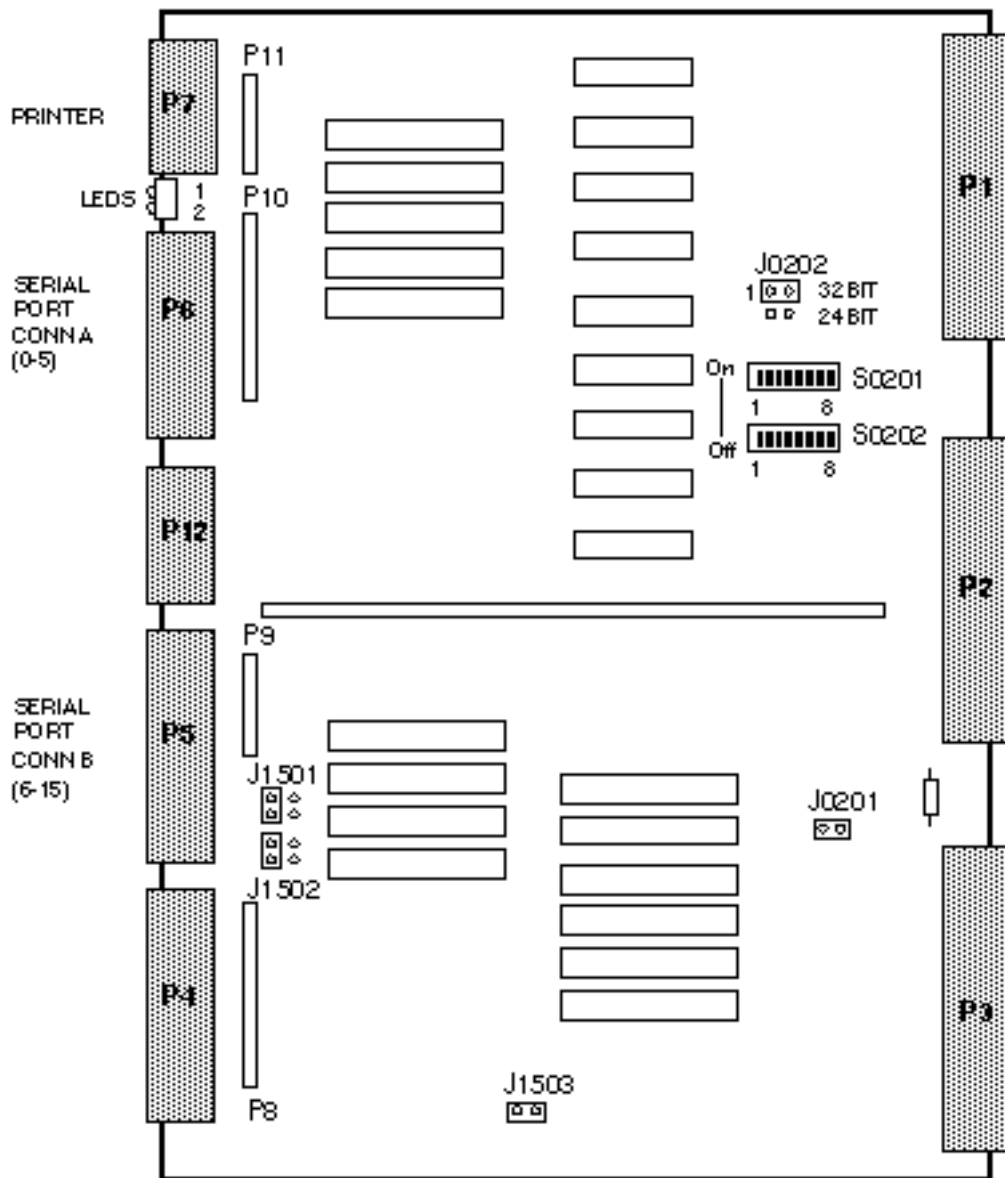 P11
P7
PRINTER
P1
LEDS
1
2
P10
SERIAL
PORT
CONN A
(0-5)
P6
J0202
1
32 BIT
24 BIT
On
Off
S0201
1 8
S0202
1 8
P12
P2
P9
SERIAL
PORT
CONN B
(6-15)
P5
J1501
J0201
J1502
P4
P3
J1503
P8